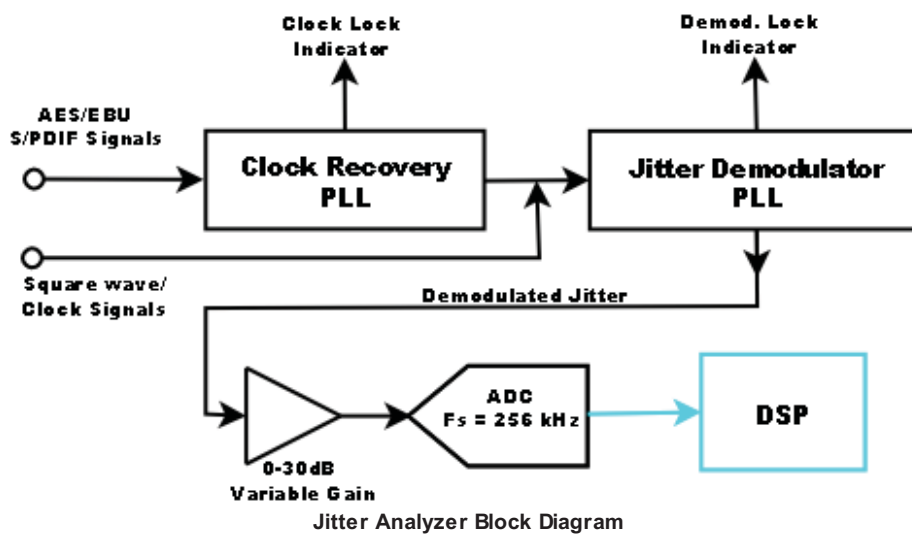 Clock Lock
Indicator
Demod. Lock
Indicator
AES/EBU
S/PDIF Signals
Clock Recovery
PLL
Jitter Demodulator
PLL
Square wave/
Clock Signals
Demodulated Jitter
ADC
Fs = 256 kHz
DSP
0-30dB
Variable Gain
Jitter Analyzer Block Diagram